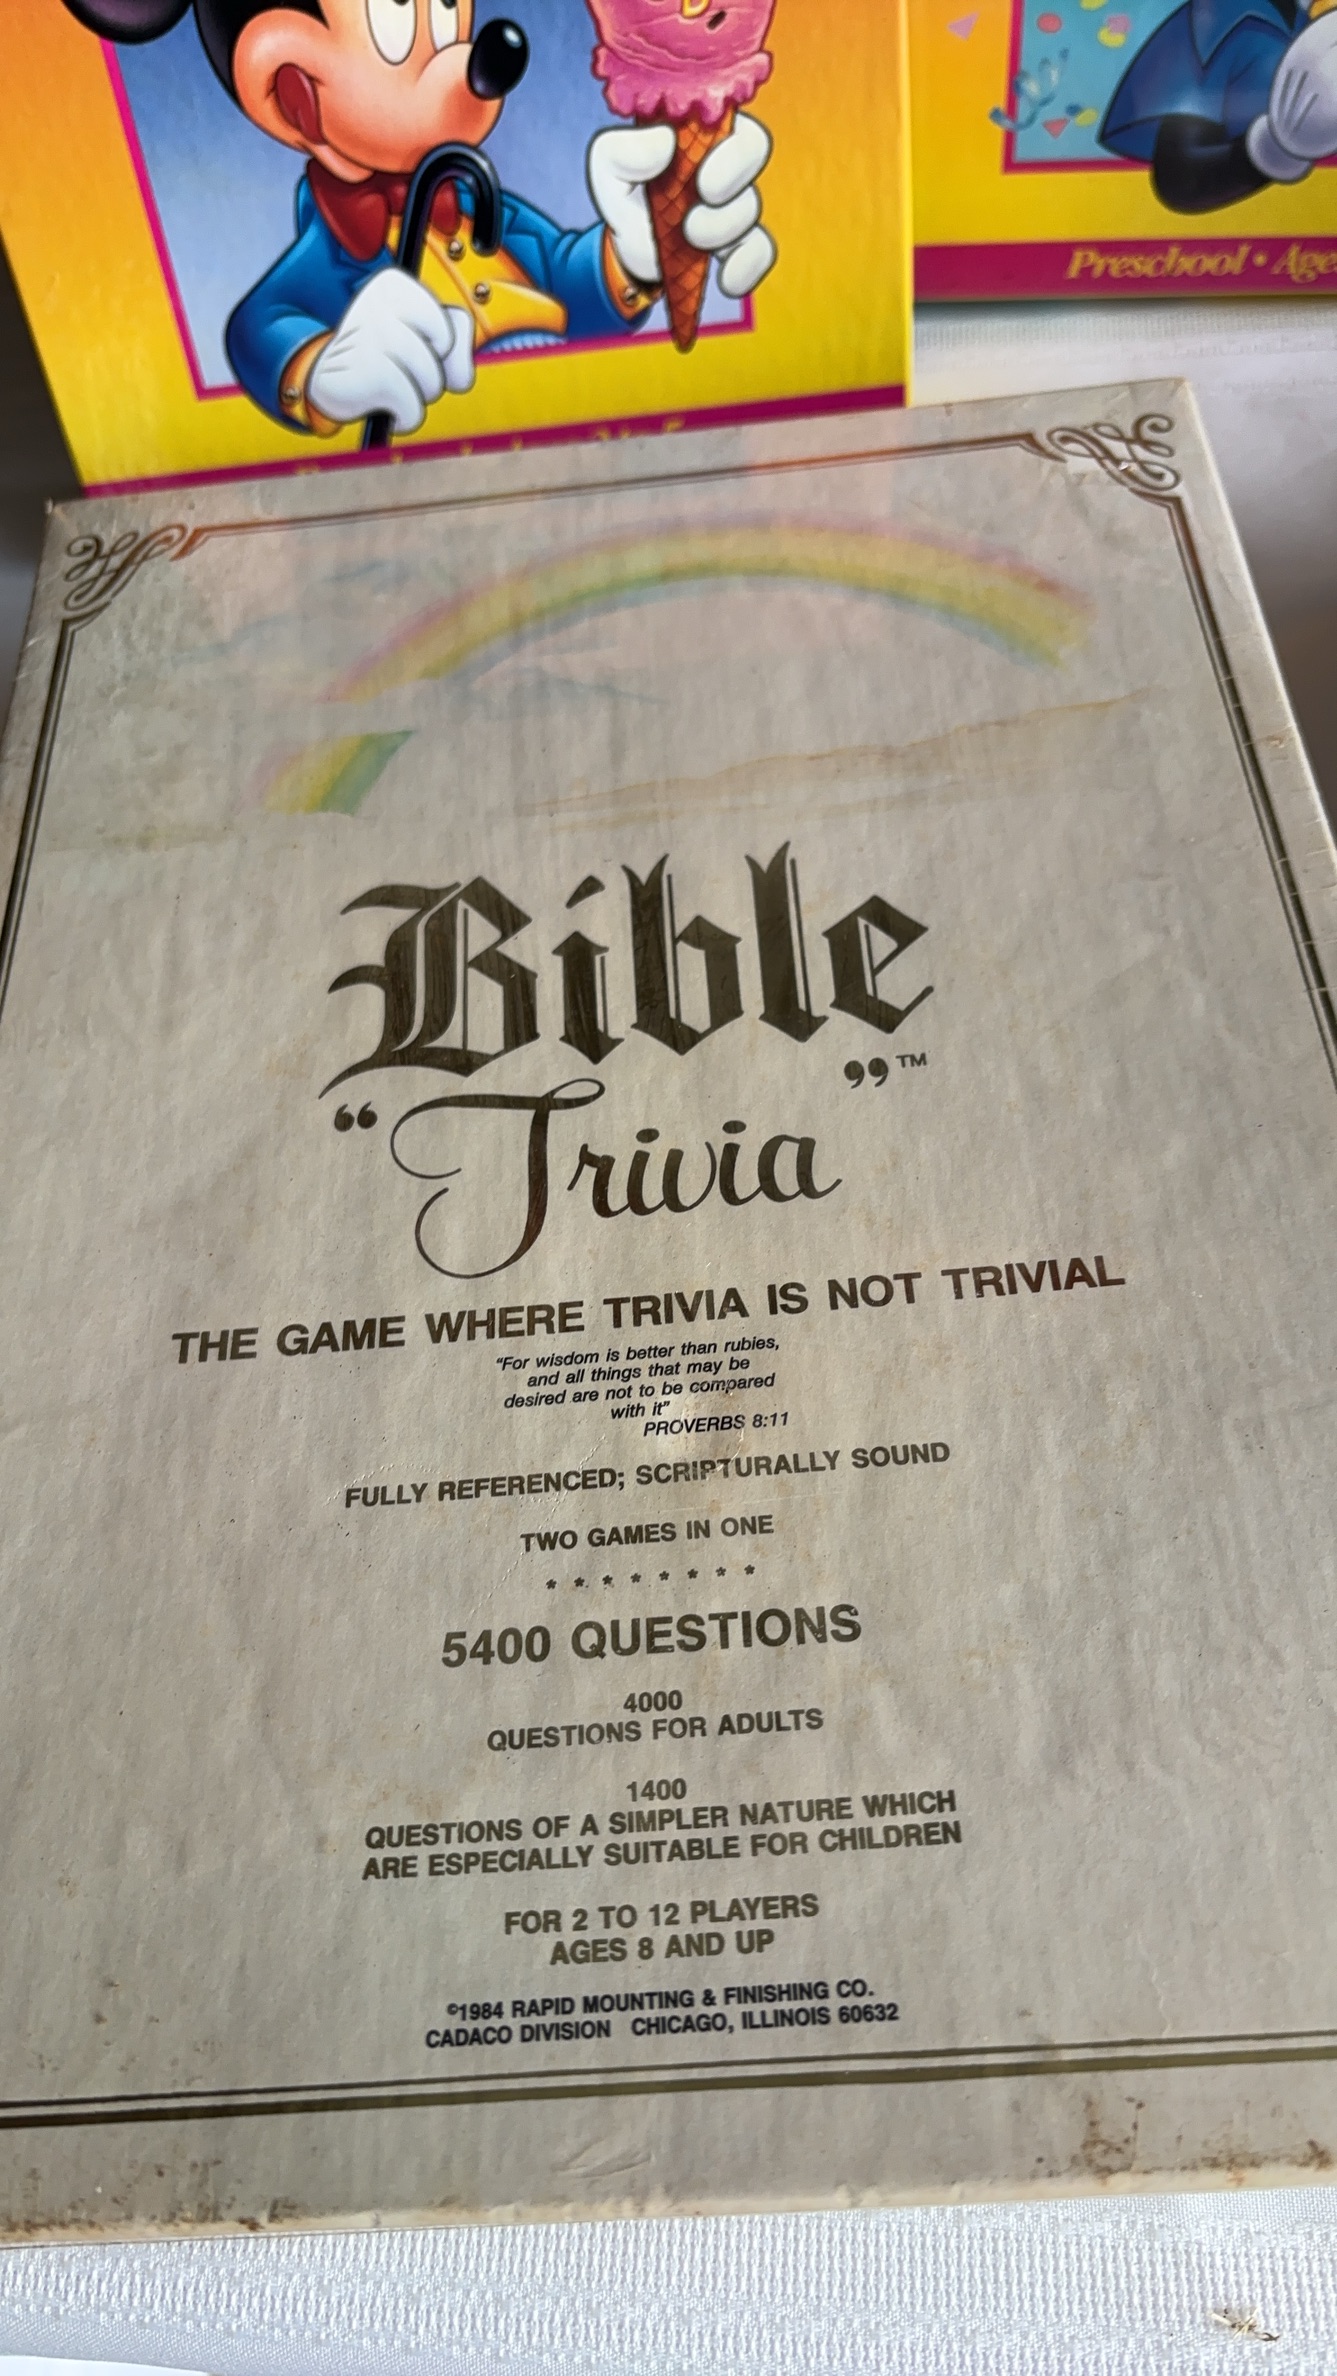 Preschool • Age
Bible
"Trivia"™
THE GAME WHERE TRIVIA IS NOT TRIVIAL
"For wisdom is better than rubies,
and all things that may be
desired are not to be compared
with it"
PROVERBS 8:11
FULLY REFERENCED; SCRIPTURALLY SOUND
TWO GAMES IN ONE
* * * * * * * *
5400 QUESTIONS
4000
QUESTIONS FOR ADULTS
1400
QUESTIONS OF A SIMPLER NATURE WHICH
ARE ESPECIALLY SUITABLE FOR CHILDREN
FOR 2 TO 12 PLAYERS
AGES 8 AND UP
©1984 RAPID MOUNTING & FINISHING CO.
CADACO DIVISION CHICAGO, ILLINOIS 60632